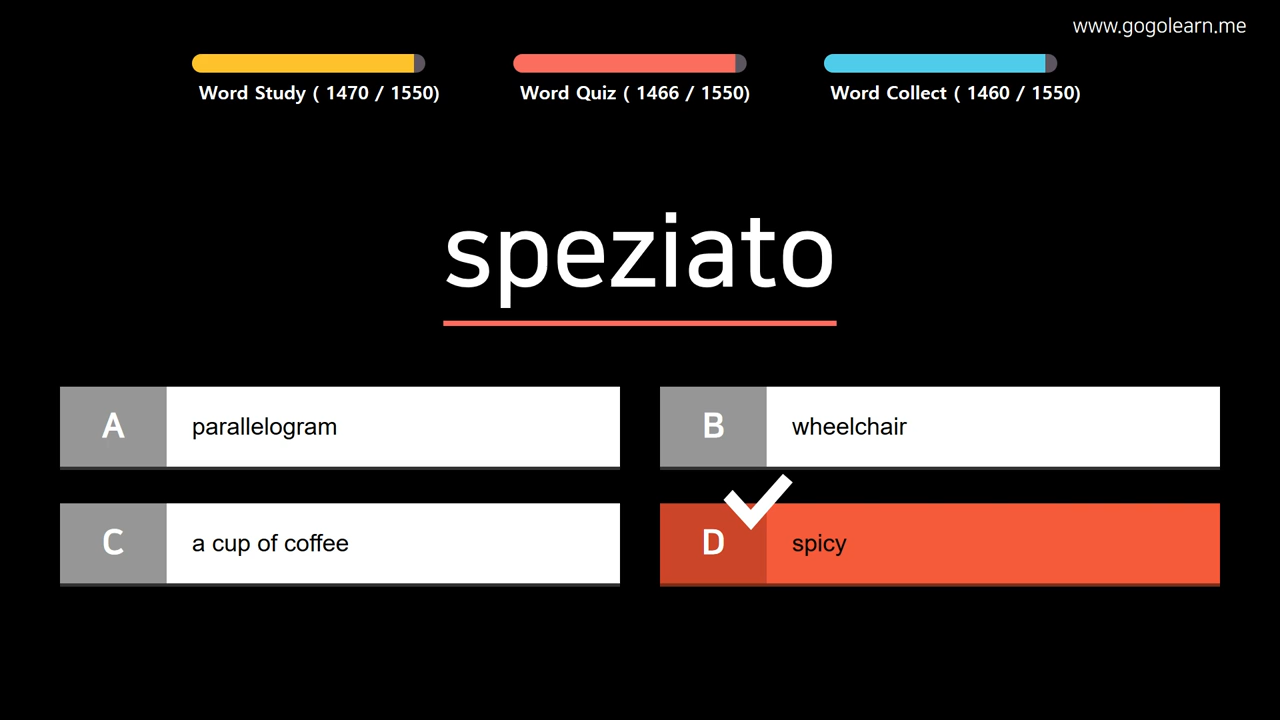 www.gogolearn.me
Word Study ( 1470 / 1550)
Word Quiz ( 1466 / 1550)
Word Collect ( 1460 / 1550)
speziato
A parallelogram
B wheelchair
C a cup of coffee
D spicy